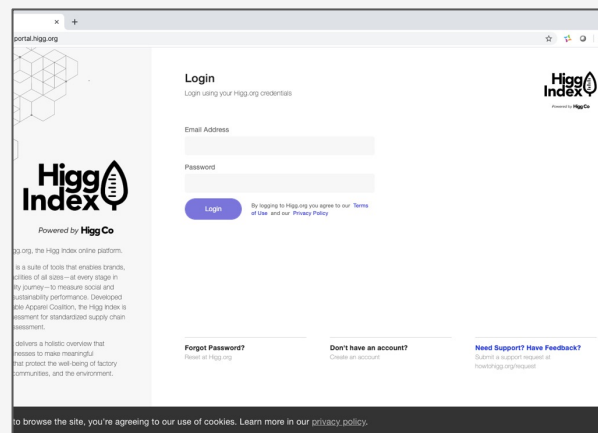 portal.higg.org
Higg
Index
Powered by Higg Co
gg.org, the Higg Index online platform.
is a suite of tools that enables brands,
cilities of all sizes—at every stage in
ility journey—to measure social and
ustainability performance. Developed
ble Apparel Coalition, the Higg Index is
essment for standardized supply chain
ssessment.
delivers a holistic overview that
inesses to make meaningful
that protect the well-being of factory
communities, and the environment.
Login
Login using your Higg.org credentials
Email Address
Password
Login
By logging to Higg.org you agree to our Terms
of Use and our Privacy Policy
Higg
Index
Powered by Higg Co
Forgot Password?
Reset at Higg.org
Don't have an account?
Create an account
Need Support? Have Feedback?
Submit a support request at
howtohigg.org/request
to browse the site, you're agreeing to our use of cookies. Learn more in our privacy policy.